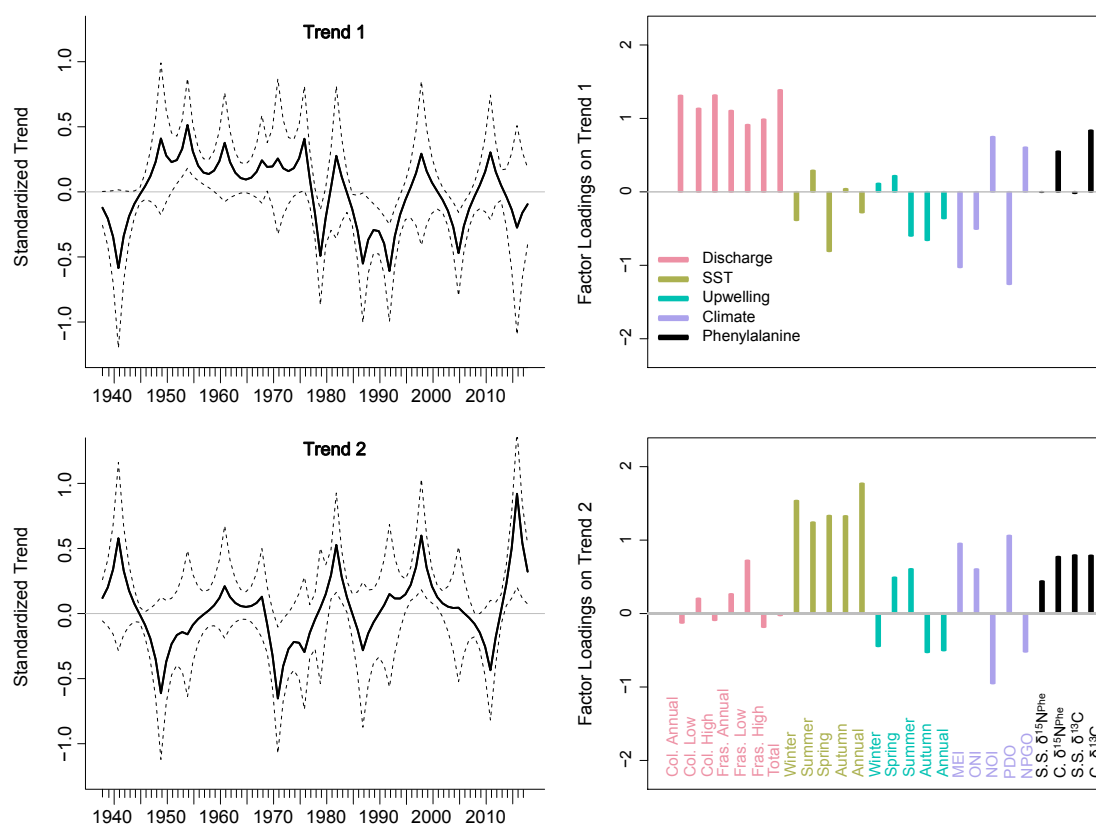 Trend 1
Standardized Trend
1.0
0.5
0.0
−0.5
−1.0
1940 1950 1960 1970 1980 1990 2000 2010
Factor Loadings on Trend 1
2
1
0
−1
−2
Discharge
SST
Upwelling
Climate
Phenylalanine
Trend 2
Standardized Trend
1.0
0.5
0.0
−0.5
−1.0
1940 1950 1960 1970 1980 1990 2000 2010
Factor Loadings on Trend 2
2
1
0
−1
−2
Col. Annual
Col. Low
Col. High
Fras. Annual
Fras. Low
Fras. High
Total
Winter
Summer
Spring
Autumn
Annual
Winter
Spring
Summer
Autumn
Annual
MEI
ONI
NOI
PDO
NPGO
S.S. δ¹⁵Nᴾʰᵉ
C. δ¹⁵Nᴾʰᵉ
S.S. δ¹³C
C. δ¹³C